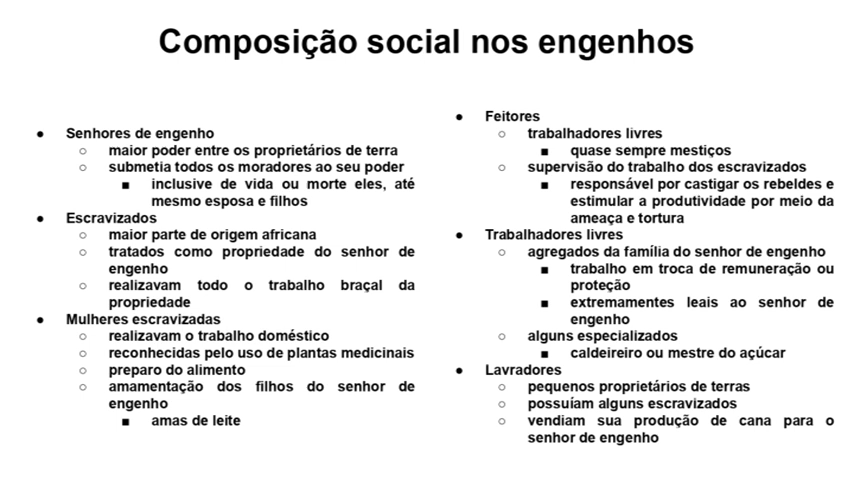 Composição social nos engenhos
● Senhores de engenho
○ maior poder entre os proprietários de terra
○ submetia todos os moradores ao seu poder
■ inclusive de vida ou morte eles, até
mesmo esposa e filhos
● Escravizados
○ maior parte de origem africana
○ tratados como propriedade do senhor de
engenho
○ realizavam todo o trabalho braçal da
propriedade
● Mulheres escravizadas
○ realizavam o trabalho doméstico
○ reconhecidas pelo uso de plantas medicinais
○ preparo do alimento
○ amamentação dos filhos do senhor de
engenho
■ amas de leite
● Feitores
○ trabalhadores livres
■ quase sempre mestiços
○ supervisão do trabalho dos escravizados
■ responsável por castigar os rebeldes e
estimular a produtividade por meio da
ameaça e tortura
● Trabalhadores livres
○ agregados da família do senhor de engenho
■ trabalho em troca de remuneração ou
proteção
■ extremamentes leais ao senhor de
engenho
○ alguns especializados
■ caldeireiro ou mestre do açúcar
● Lavradores
○ pequenos proprietários de terras
○ possuíam alguns escravizados
○ vendiam sua produção de cana para o
senhor de engenho